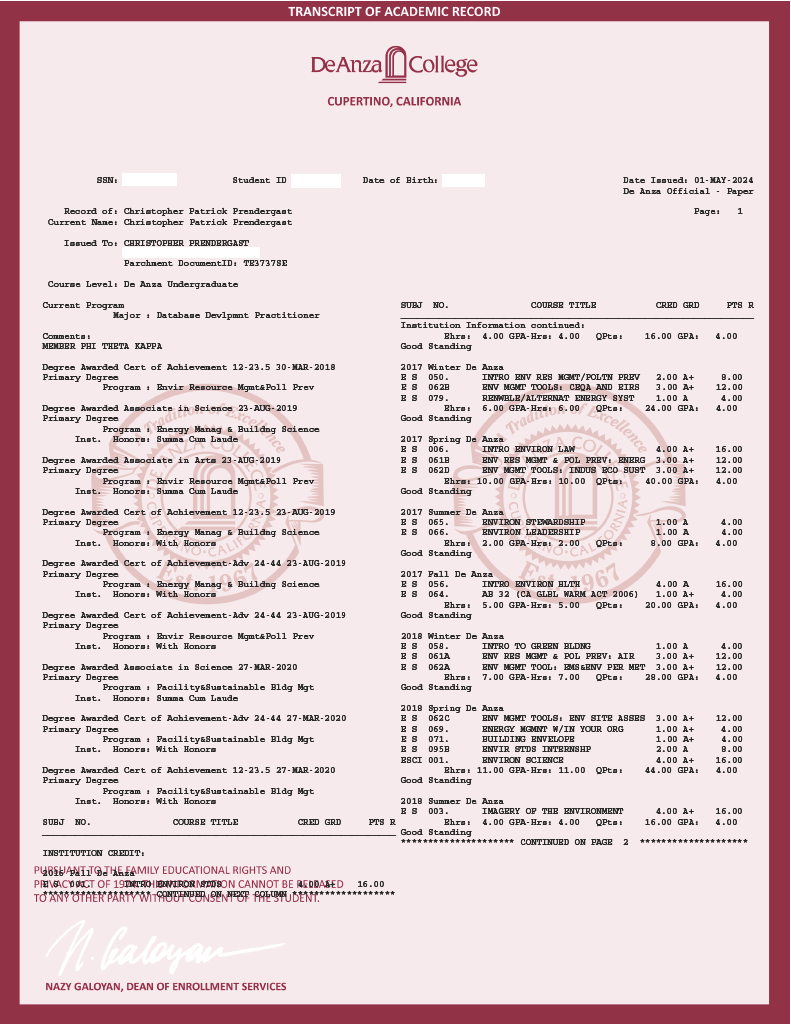 TRANSCRIPT OF ACADEMIC RECORD
De Anza College
CUPERTINO, CALIFORNIA
SSN: Student ID Date of Birth: Date Issued: 01-MAY-2024
De Anza Official - Paper
Record of: Christopher Patrick Prendergast Page: 1
Current Name: Christopher Patrick Prendergast
Issued To: CHRISTOPHER PRENDERGAST
Parchment DocumentID: TE3737SE
Course Level: De Anza Undergraduate
Current Program
Major : Database Devlpmnt Practitioner
Comments:
MEMBER PHI THETA KAPPA
Degree Awarded Cert of Achievement 12-23.5 30-MAR-2018
Primary Degree
Program : Envir Resource Mgmt&Poll Prev
Degree Awarded Associate in Science 23-AUG-2019
Primary Degree
Program : Energy Manag & Buildng Science
Inst. Honors: Summa Cum Laude
Degree Awarded Associate in Arts 23-AUG-2019
Primary Degree
Program : Envir Resource Mgmt&Poll Prev
Inst. Honors: Summa Cum Laude
Degree Awarded Cert of Achievement 12-23.5 23-AUG-2019
Primary Degree
Program : Energy Manag & Buildng Science
Inst. Honors: With Honors
Degree Awarded Cert of Achievement-Adv 24-44 23-AUG-2019
Primary Degree
Program : Energy Manag & Buildng Science
Inst. Honors: With Honors
Degree Awarded Cert of Achievement-Adv 24-44 23-AUG-2019
Primary Degree
Program : Envir Resource Mgmt&Poll Prev
Inst. Honors: With Honors
Degree Awarded Associate in Science 27-MAR-2020
Primary Degree
Program : Facility&Sustainable Bldg Mgt
Inst. Honors: Summa Cum Laude
Degree Awarded Cert of Achievement-Adv 24-44 27-MAR-2020
Primary Degree
Program : Facility&Sustainable Bldg Mgt
Inst. Honors: With Honors
Degree Awarded Cert of Achievement 12-23.5 27-MAR-2020
Primary Degree
Program : Facility&Sustainable Bldg Mgt
Inst. Honors: With Honors
SUBJ NO. COURSE TITLE CRED GRD PTS R
INSTITUTION CREDIT:
2016 Fall De Anza
E S 001. INTRO ENVIRON STDS 4.00 A+ 16.00
******************** CONTINUED ON NEXT COLUMN *******************
PURSUANT TO THE FAMILY EDUCATIONAL RIGHTS AND
PRIVACY ACT OF 1974 INFORMATION CANNOT BE RELEASED
TO ANY OTHER PARTY WITHOUT CONSENT OF THE STUDENT.
N. Galoyan
NAZY GALOYAN, DEAN OF ENROLLMENT SERVICES
SUBJ NO. COURSE TITLE CRED GRD PTS R
Institution Information continued:
Ehrs: 4.00 GPA-Hrs: 4.00 QPts: 16.00 GPA: 4.00
Good Standing
2017 Winter De Anza
E S 050. INTRO ENV RES MGMT/POLTN PREV 2.00 A+ 8.00
E S 062B ENV MGMT TOOLS: CEQA AND EIRS 3.00 A+ 12.00
E S 079. RENWBLE/ALTERNAT ENERGY SYST 1.00 A 4.00
Ehrs: 6.00 GPA-Hrs: 6.00 QPts: 24.00 GPA: 4.00
Good Standing
2017 Spring De Anza
E S 006. INTRO ENVIRON LAW 4.00 A+ 16.00
E S 061B ENV RES MGMT & POL PREV: ENERG 3.00 A+ 12.00
E S 062D ENV MGMT TOOLS: INDUS ECO SUST 3.00 A+ 12.00
Ehrs: 10.00 GPA-Hrs: 10.00 QPts: 40.00 GPA: 4.00
Good Standing
2017 Summer De Anza
E S 065. ENVIRON STEWARDSHIP 1.00 A 4.00
E S 066. ENVIRON LEADERSHIP 1.00 A 4.00
Ehrs: 2.00 GPA-Hrs: 2.00 QPts: 8.00 GPA: 4.00
Good Standing
2017 Fall De Anza
E S 056. INTRO ENVIRON HLTH 4.00 A 16.00
E S 064. AB 32 (CA GLBL WARM ACT 2006) 1.00 A+ 4.00
Ehrs: 5.00 GPA-Hrs: 5.00 QPts: 20.00 GPA: 4.00
Good Standing
2018 Winter De Anza
E S 058. INTRO TO GREEN BLDNG 1.00 A 4.00
E S 061A ENV RES MGMT & POL PREV: AIR 3.00 A+ 12.00
E S 062A ENV MGMT TOOL: EMS&ENV PER MET 3.00 A+ 12.00
Ehrs: 7.00 GPA-Hrs: 7.00 QPts: 28.00 GPA: 4.00
Good Standing
2018 Spring De Anza
E S 062C ENV MGMT TOOLS: ENV SITE ASSES 3.00 A+ 12.00
E S 069. ENERGY MGMNT W/IN YOUR ORG 1.00 A+ 4.00
E S 071. BUILDING ENVELOPE 1.00 A+ 4.00
E S 095B ENVIR STDS INTERNSHP 2.00 A 8.00
ESCI 001. ENVIRON SCIENCE 4.00 A+ 16.00
Ehrs: 11.00 GPA-Hrs: 11.00 QPts: 44.00 GPA: 4.00
Good Standing
2018 Summer De Anza
E S 003. IMAGERY OF THE ENVIRONMENT 4.00 A+ 16.00
Ehrs: 4.00 GPA-Hrs: 4.00 QPts: 16.00 GPA: 4.00
Good Standing
******************** CONTINUED ON PAGE 2 *******************